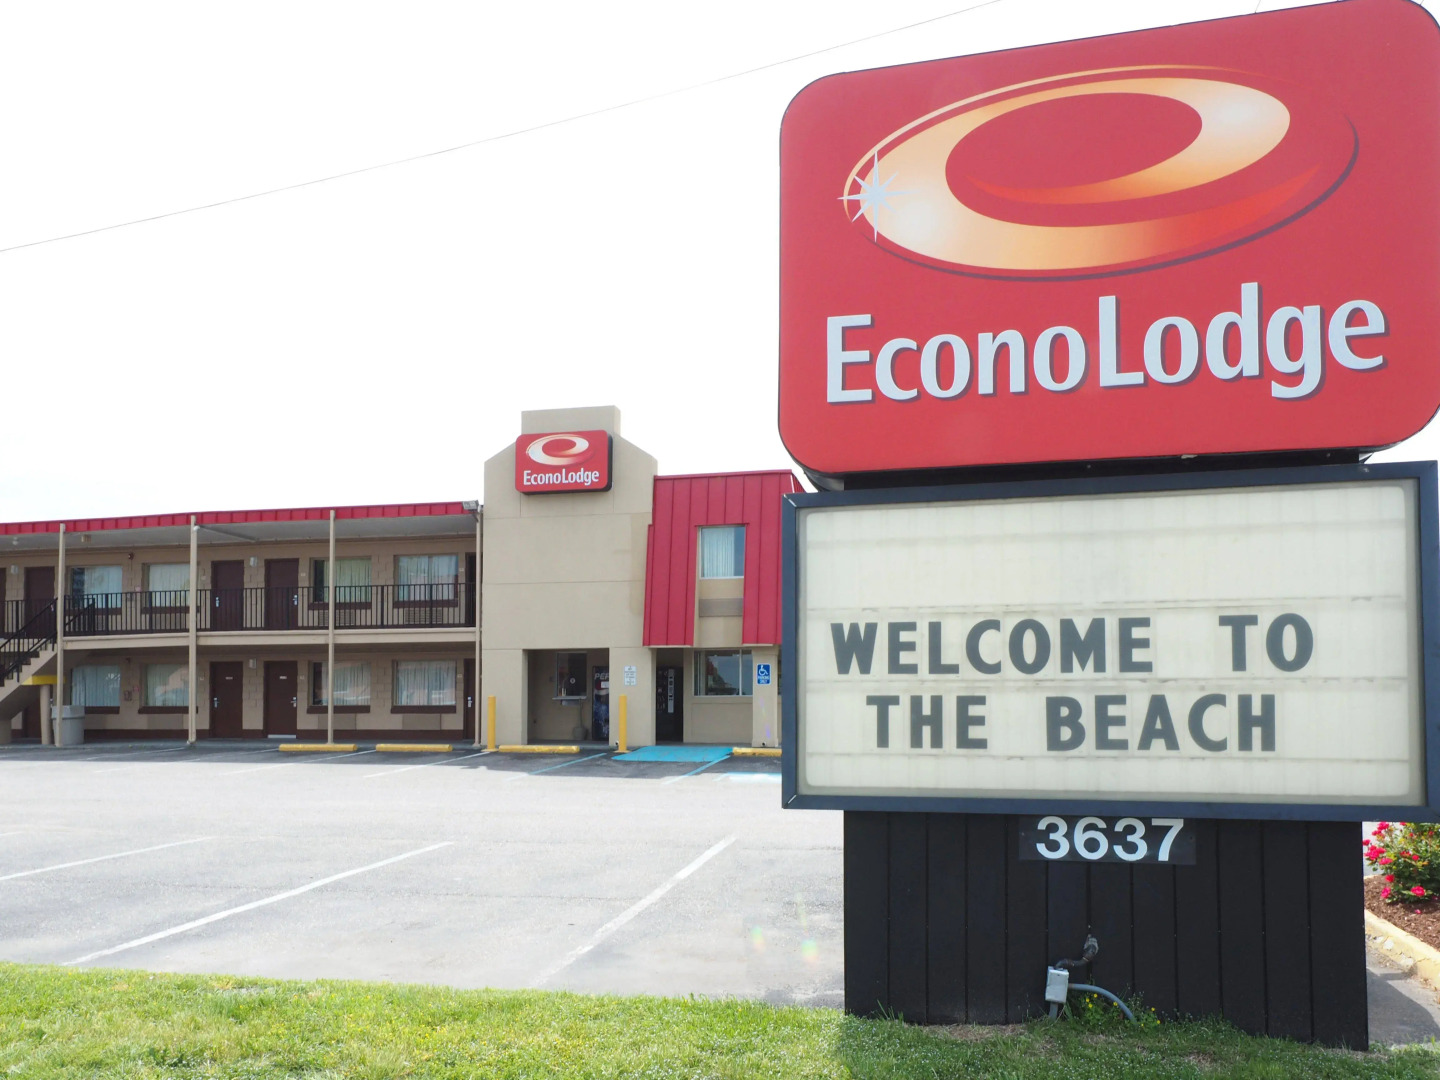 EconoLodge
WELCOME TO
THE BEACH
3637
EconoLodge